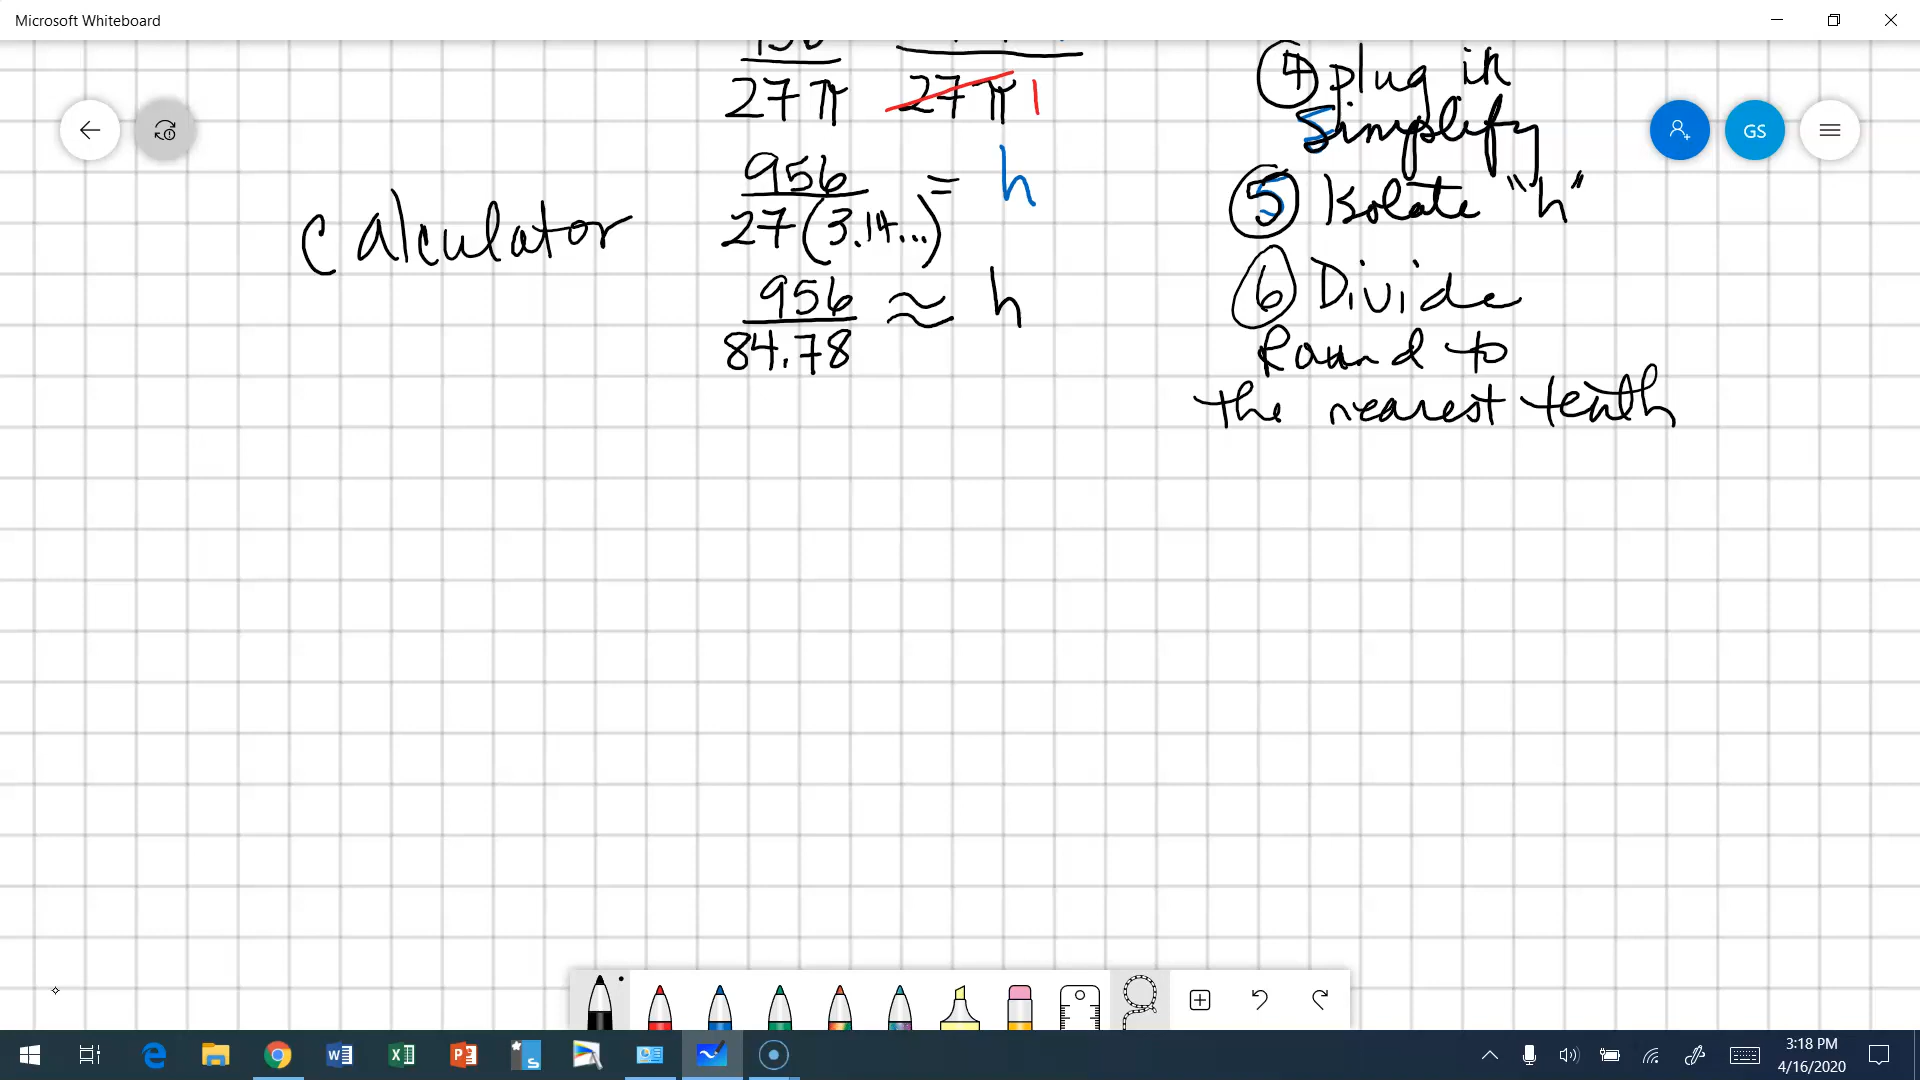 Microsoft Whiteboard
27π 27π 1
956 = h
27(3.14...)
calculator
956 ≈ h
84.78
④ plug in
Simplify
⑤ Isolate "h"
⑥ Divide
Round to
the nearest tenth
GS
3:18 PM
4/16/2020